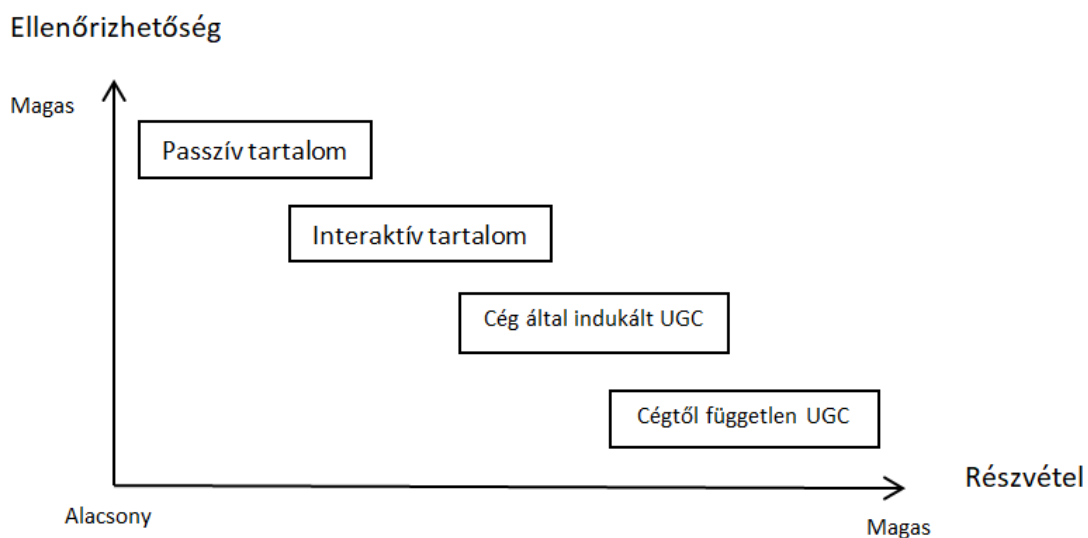 Ellenőrizhetőség
Magas
Passzív tartalom
Interaktív tartalom
Cég által indukált UGC
Cégtől független UGC
Részvétel
Alacsony
Magas